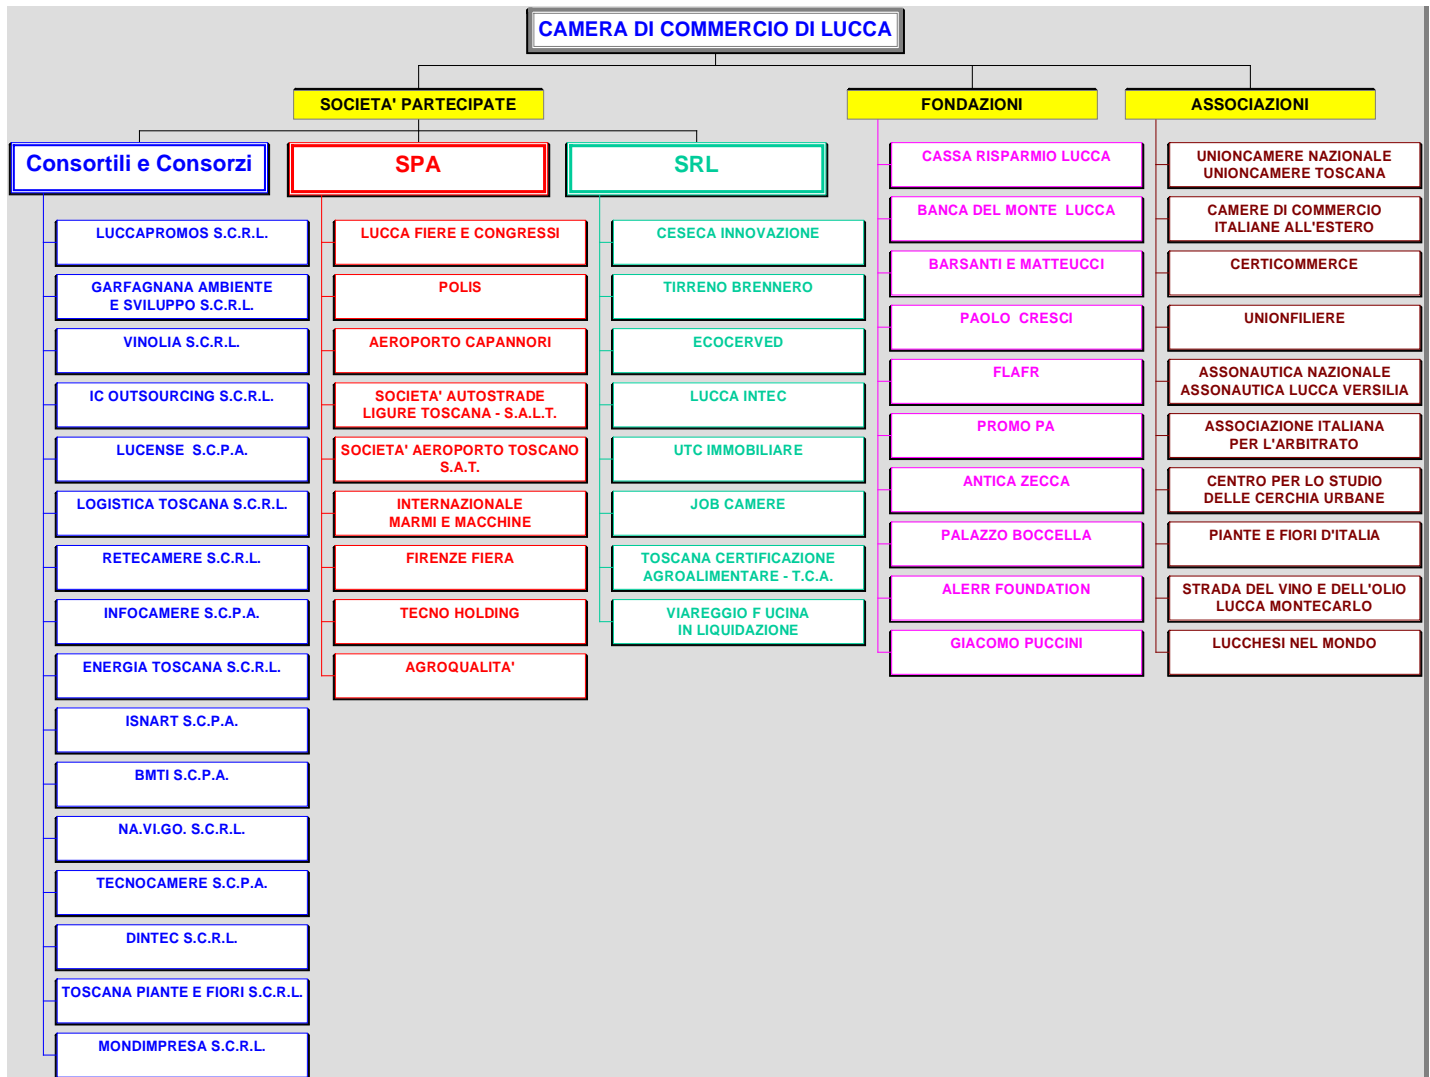 CAMERA DI COMMERCIO DI LUCCA
SOCIETA' PARTECIPATE
FONDAZIONI
ASSOCIAZIONI
Consortili e Consorzi
SPA
SRL
LUCCAPROMOS S.C.R.L.
GARFAGNANA AMBIENTE
E SVILUPPO S.C.R.L.
VINOLIA S.C.R.L.
IC OUTSOURCING S.C.R.L.
LUCENSE S.C.P.A.
LOGISTICA TOSCANA S.C.R.L.
RETECAMERE S.C.R.L.
INFOCAMERE S.C.P.A.
ENERGIA TOSCANA S.C.R.L.
ISNART S.C.P.A.
BMTI S.C.P.A.
NA.VI.GO. S.C.R.L.
TECNOCAMERE S.C.P.A.
DINTEC S.C.R.L.
TOSCANA PIANTE E FIORI S.C.R.L.
MONDIMPRESA S.C.R.L.
LUCCA FIERE E CONGRESSI
POLIS
AEROPORTO CAPANNORI
SOCIETA' AUTOSTRADE
LIGURE TOSCANA - S.A.L.T.
SOCIETA' AEROPORTO TOSCANO
S.A.T.
INTERNAZIONALE
MARMI E MACCHINE
FIRENZE FIERA
TECNO HOLDING
AGROQUALITA'
CESECA INNOVAZIONE
TIRRENO BRENNERO
ECOCERVED
LUCCA INTEC
UTC IMMOBILIARE
JOB CAMERE
TOSCANA CERTIFICAZIONE
AGROALIMENTARE - T.C.A.
VIAREGGIO F UCINA
IN LIQUIDAZIONE
CASSA RISPARMIO LUCCA
BANCA DEL MONTE LUCCA
BARSANTI E MATTEUCCI
PAOLO CRESCI
FLAFR
PROMO PA
ANTICA ZECCA
PALAZZO BOCCELLA
ALERR FOUNDATION
GIACOMO PUCCINI
UNIONCAMERE NAZIONALE
UNIONCAMERE TOSCANA
CAMERE DI COMMERCIO
ITALIANE ALL'ESTERO
CERTICOMMERCE
UNIONFILIERE
ASSONAUTICA NAZIONALE
ASSONAUTICA LUCCA VERSILIA
ASSOCIAZIONE ITALIANA
PER L'ARBITRATO
CENTRO PER LO STUDIO
DELLE CERCHIA URBANE
PIANTE E FIORI D'ITALIA
STRADA DEL VINO E DELL'OLIO
LUCCA MONTECARLO
LUCCHESI NEL MONDO